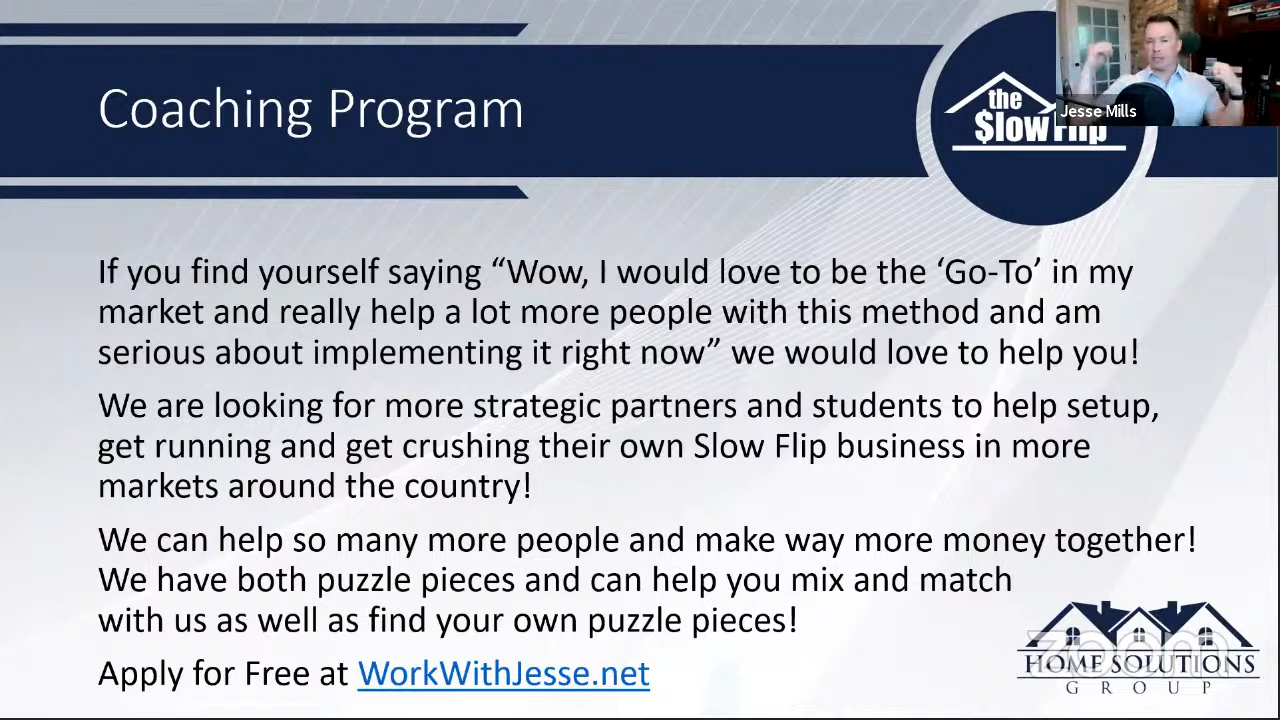 Coaching Program
the
$low Flip
Jesse Mills
If you find yourself saying “Wow, I would love to be the ‘Go-To’ in my
market and really help a lot more people with this method and am
serious about implementing it right now” we would love to help you!
We are looking for more strategic partners and students to help setup,
get running and get crushing their own Slow Flip business in more
markets around the country!
We can help so many more people and make way more money together!
We have both puzzle pieces and can help you mix and match
with us as well as find your own puzzle pieces!
Apply for Free at WorkWithJesse.net
zoom
HOME SOLUTIONS
GROUP